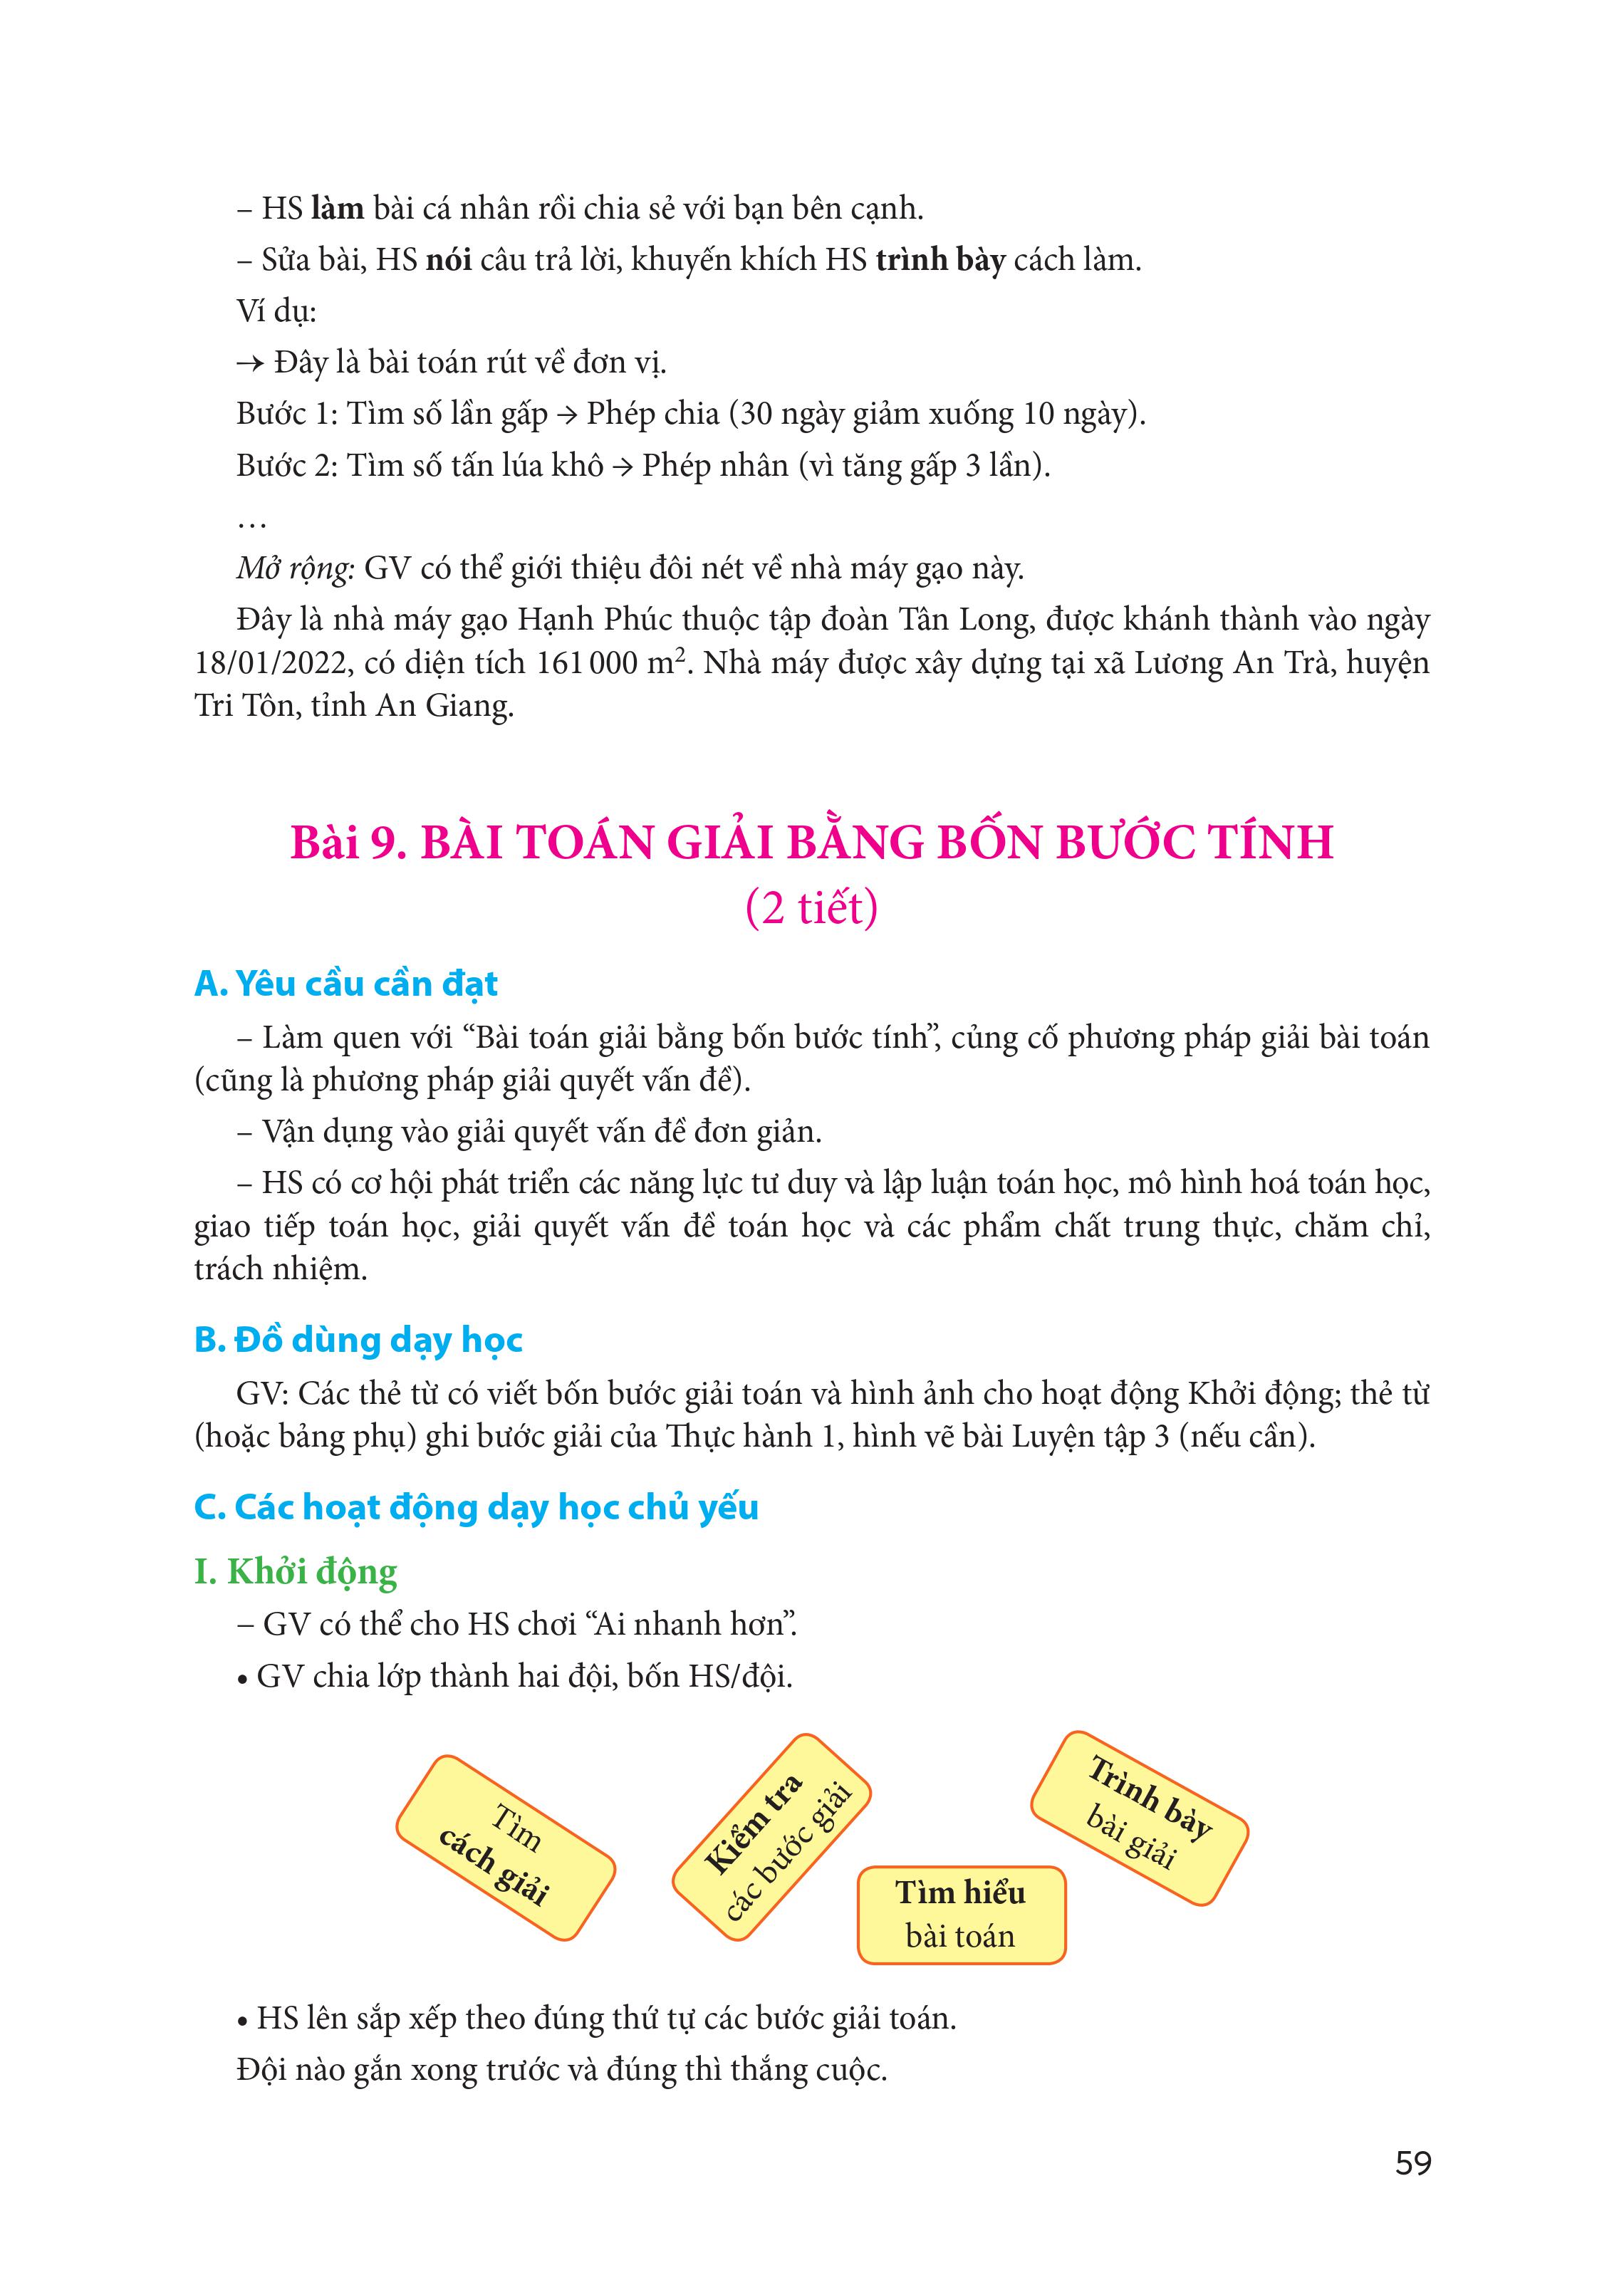 – HS làm bài cá nhân rồi chia sẻ với bạn bên cạnh.
– Sửa bài, HS nói câu trả lời, khuyến khích HS trình bày cách làm.
Ví dụ:
→ Đây là bài toán rút về đơn vị.
Bước 1: Tìm số lần gấp → Phép chia (30 ngày giảm xuống 10 ngày).
Bước 2: Tìm số tấn lúa khô → Phép nhân (vì tăng gấp 3 lần).
…
Mở rộng: GV có thể giới thiệu đôi nét về nhà máy gạo này.
Đây là nhà máy gạo Hạnh Phúc thuộc tập đoàn Tân Long, được khánh thành vào ngày
18/01/2022, có diện tích 161 000 m². Nhà máy được xây dựng tại xã Lương An Trà, huyện
Tri Tôn, tỉnh An Giang.
Bài 9. BÀI TOÁN GIẢI BẰNG BỐN BƯỚC TÍNH
(2 tiết)
A. Yêu cầu cần đạt
– Làm quen với “Bài toán giải bằng bốn bước tính”, củng cố phương pháp giải bài toán
(cũng là phương pháp giải quyết vấn đề).
– Vận dụng vào giải quyết vấn đề đơn giản.
– HS có cơ hội phát triển các năng lực tư duy và lập luận toán học, mô hình hoá toán học,
giao tiếp toán học, giải quyết vấn đề toán học và các phẩm chất trung thực, chăm chỉ,
trách nhiệm.
B. Đồ dùng dạy học
GV: Các thẻ từ có viết bốn bước giải toán và hình ảnh cho hoạt động Khởi động; thẻ từ
(hoặc bảng phụ) ghi bước giải của Thực hành 1, hình vẽ bài Luyện tập 3 (nếu cần).
C. Các hoạt động dạy học chủ yếu
I. Khởi động
– GV có thể cho HS chơi “Ai nhanh hơn”.
• GV chia lớp thành hai đội, bốn HS/đội.
Tìm
cách giải
Kiểm tra
các bước giải
Tìm hiểu
bài toán
Trình bày
bài giải
• HS lên sắp xếp theo đúng thứ tự các bước giải toán.
Đội nào gắn xong trước và đúng thì thắng cuộc.
59